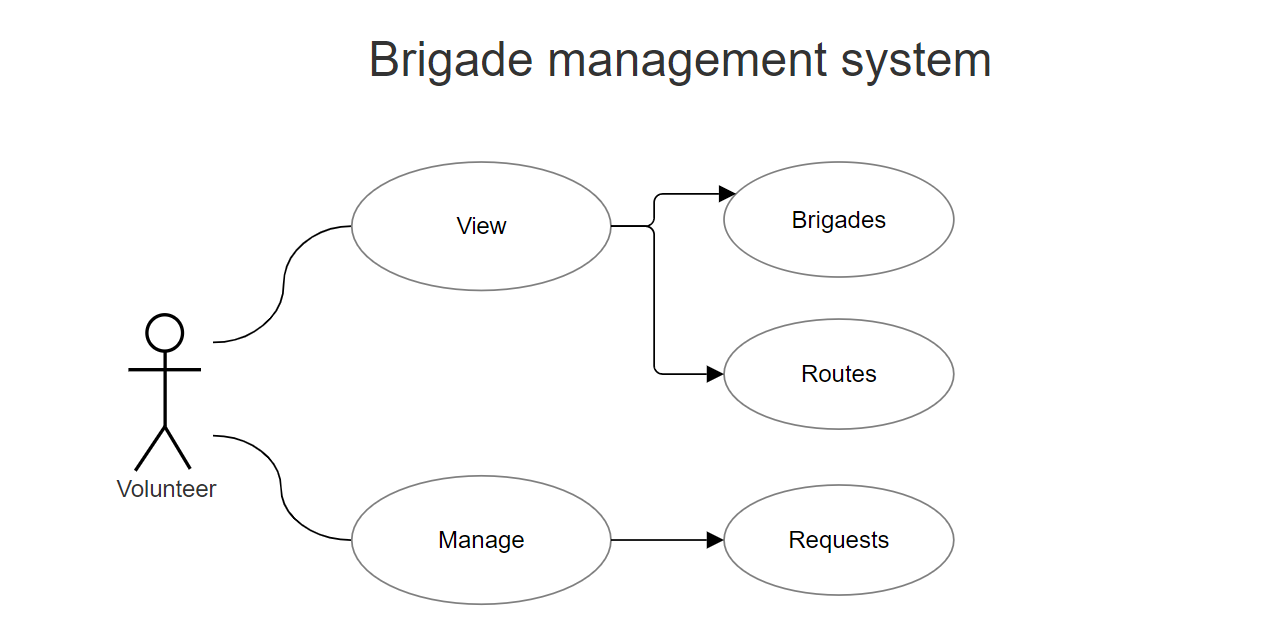 Brigade management system
View
Brigades
Routes
Volunteer
Manage
Requests